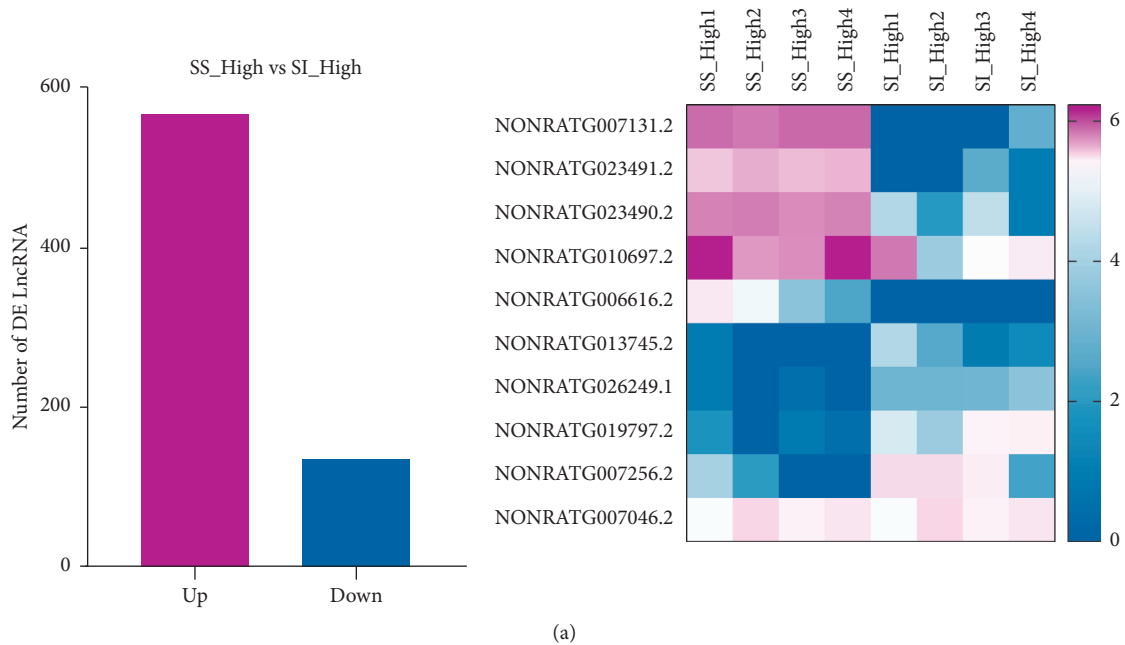 SS_High vs SI_High
Number of DE LncRNA
600
400
200
0
Up
Down
SS_High1
SS_High2
SS_High3
SS_High4
SI_High1
SI_High2
SI_High3
SI_High4
NONRATG007131.2
NONRATG023491.2
NONRATG023490.2
NONRATG010697.2
NONRATG006616.2
NONRATG013745.2
NONRATG026249.1
NONRATG019797.2
NONRATG007256.2
NONRATG007046.2
6
4
2
0
(a)